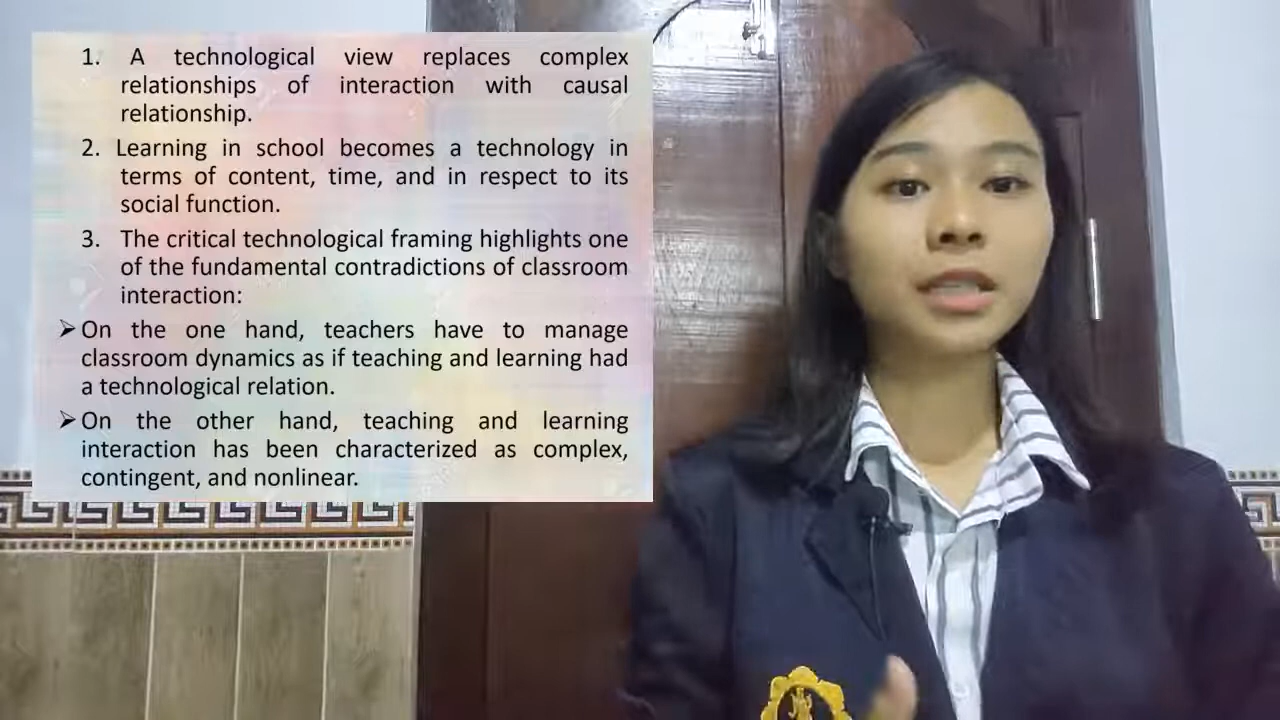 1. A technological view replaces complex
relationships of interaction with causal
relationship.
2. Learning in school becomes a technology in
terms of content, time, and in respect to its
social function.
3. The critical technological framing highlights one
of the fundamental contradictions of classroom
interaction:
➢On the one hand, teachers have to manage
classroom dynamics as if teaching and learning had
a technological relation.
➢On the other hand, teaching and learning
interaction has been characterized as complex,
contingent, and nonlinear.